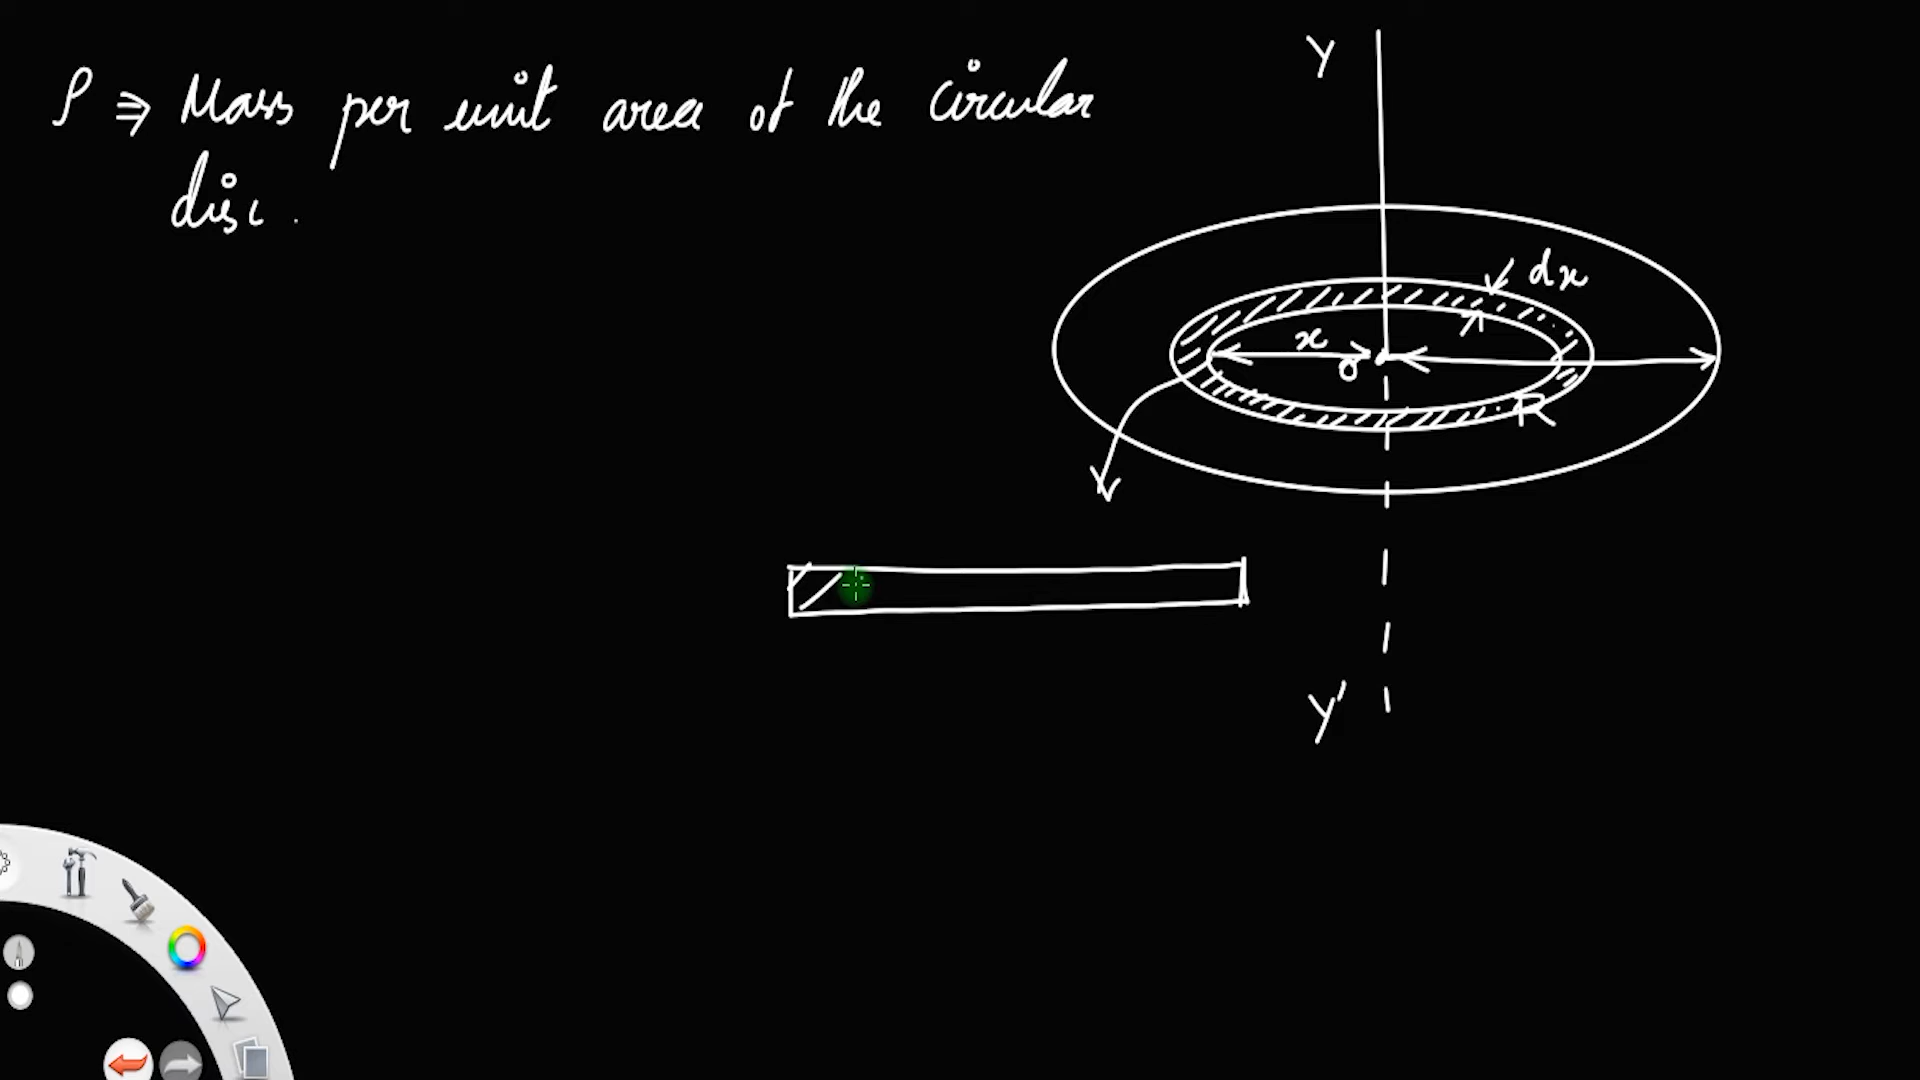 ρ ⇒ Mass per unit area of the circular
disc.
Y
dx
x
O
R
Y'